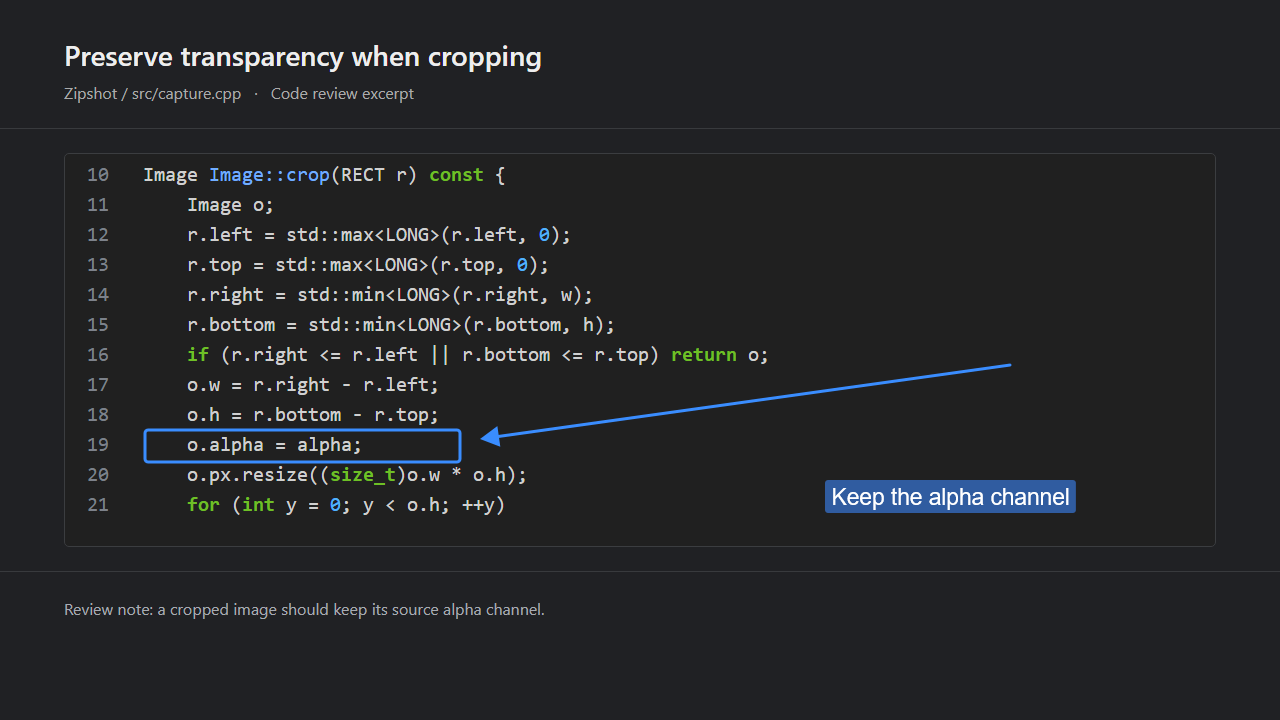 Preserve transparency when cropping
Zipshot / src/capture.cpp · Code review excerpt
10 Image Image::crop(RECT r) const {
11 Image o;
12 r.left = std::max<LONG>(r.left, 0);
13 r.top = std::max<LONG>(r.top, 0);
14 r.right = std::min<LONG>(r.right, w);
15 r.bottom = std::min<LONG>(r.bottom, h);
16 if (r.right <= r.left || r.bottom <= r.top) return o;
17 o.w = r.right - r.left;
18 o.h = r.bottom - r.top;
19 o.alpha = alpha;
20 o.px.resize((size_t)o.w * o.h);
21 for (int y = 0; y < o.h; ++y)
Keep the alpha channel
Review note: a cropped image should keep its source alpha channel.